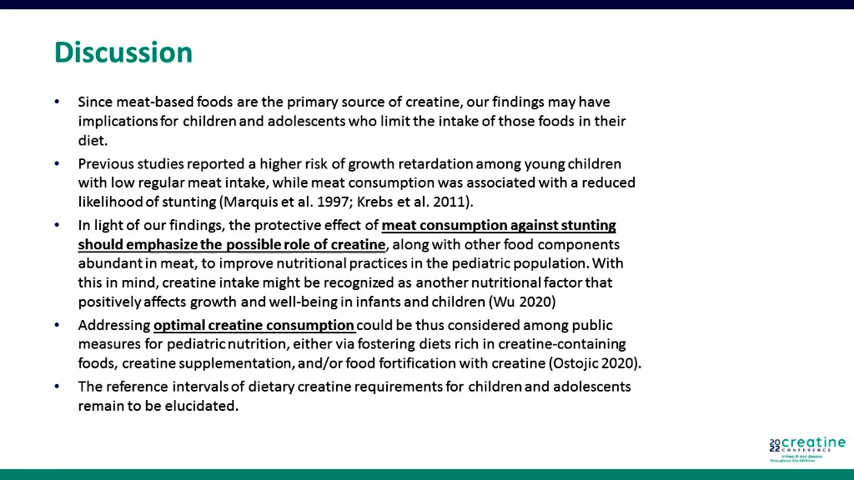 Discussion
• Since meat-based foods are the primary source of creatine, our findings may have
implications for children and adolescents who limit the intake of those foods in their
diet.
• Previous studies reported a higher risk of growth retardation among young children
with low regular meat intake, while meat consumption was associated with a reduced
likelihood of stunting (Marquis et al. 1997; Krebs et al. 2011).
• In light of our findings, the protective effect of meat consumption against stunting
should emphasize the possible role of creatine, along with other food components
abundant in meat, to improve nutritional practices in the pediatric population. With
this in mind, creatine intake might be recognized as another nutritional factor that
positively affects growth and well-being in infants and children (Wu 2020)
• Addressing optimal creatine consumption could be thus considered among public
measures for pediatric nutrition, either via fostering diets rich in creatine-containing
foods, creatine supplementation, and/or food fortification with creatine (Ostojic 2020).
• The reference intervals of dietary creatine requirements for children and adolescents
remain to be elucidated.
2022 creatine
CONFERENCE
in health and disease
throughout the lifetime